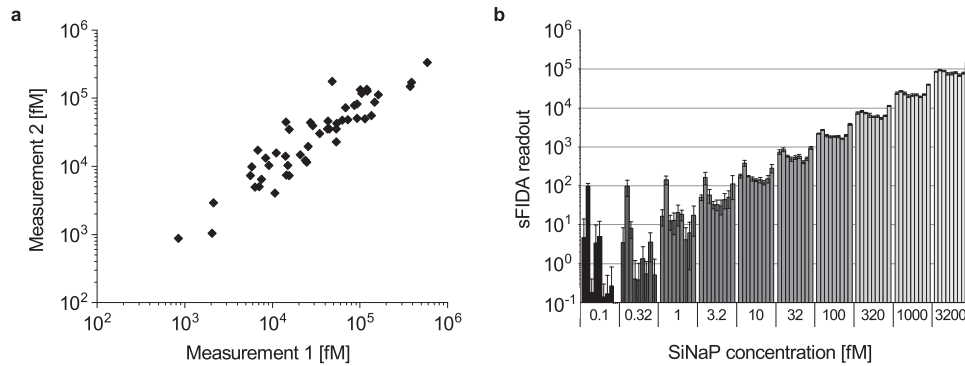 a
b
10^6
10^5
10^4
10^3
10^2
10^2 10^3 10^4 10^5 10^6
Measurement 2 [fM]
Measurement 1 [fM]
10^6
10^5
10^4
10^3
10^2
10^1
10^0
10^-1
sFIDA readout
0.1 0.32 1 3.2 10 32 100 320 1000 3200
SiNaP concentration [fM]